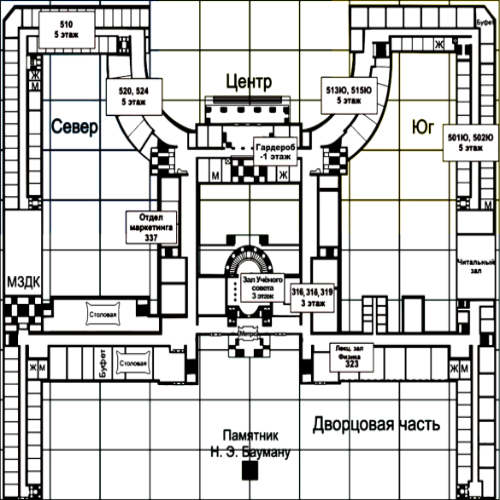 510
5 этаж
Буфет
Ж
Ж
М
Центр
520, 524
5 этаж
513Ю, 515Ю
5 этаж
Север
Юг
501Ю, 502Ю
5 этаж
Гардероб
-1 этаж
М
Ж
Отдел
маркетинга
337
Читальный
зал
МЗДК
Зал Учёного
совета
3 этаж
316,318,319
3 этаж
Столовая
Буфет
Столовая
Лекц. зал
Физика
323
Ж М
Ж М
Дворцовая часть
Памятник
Н. Э. Бауману